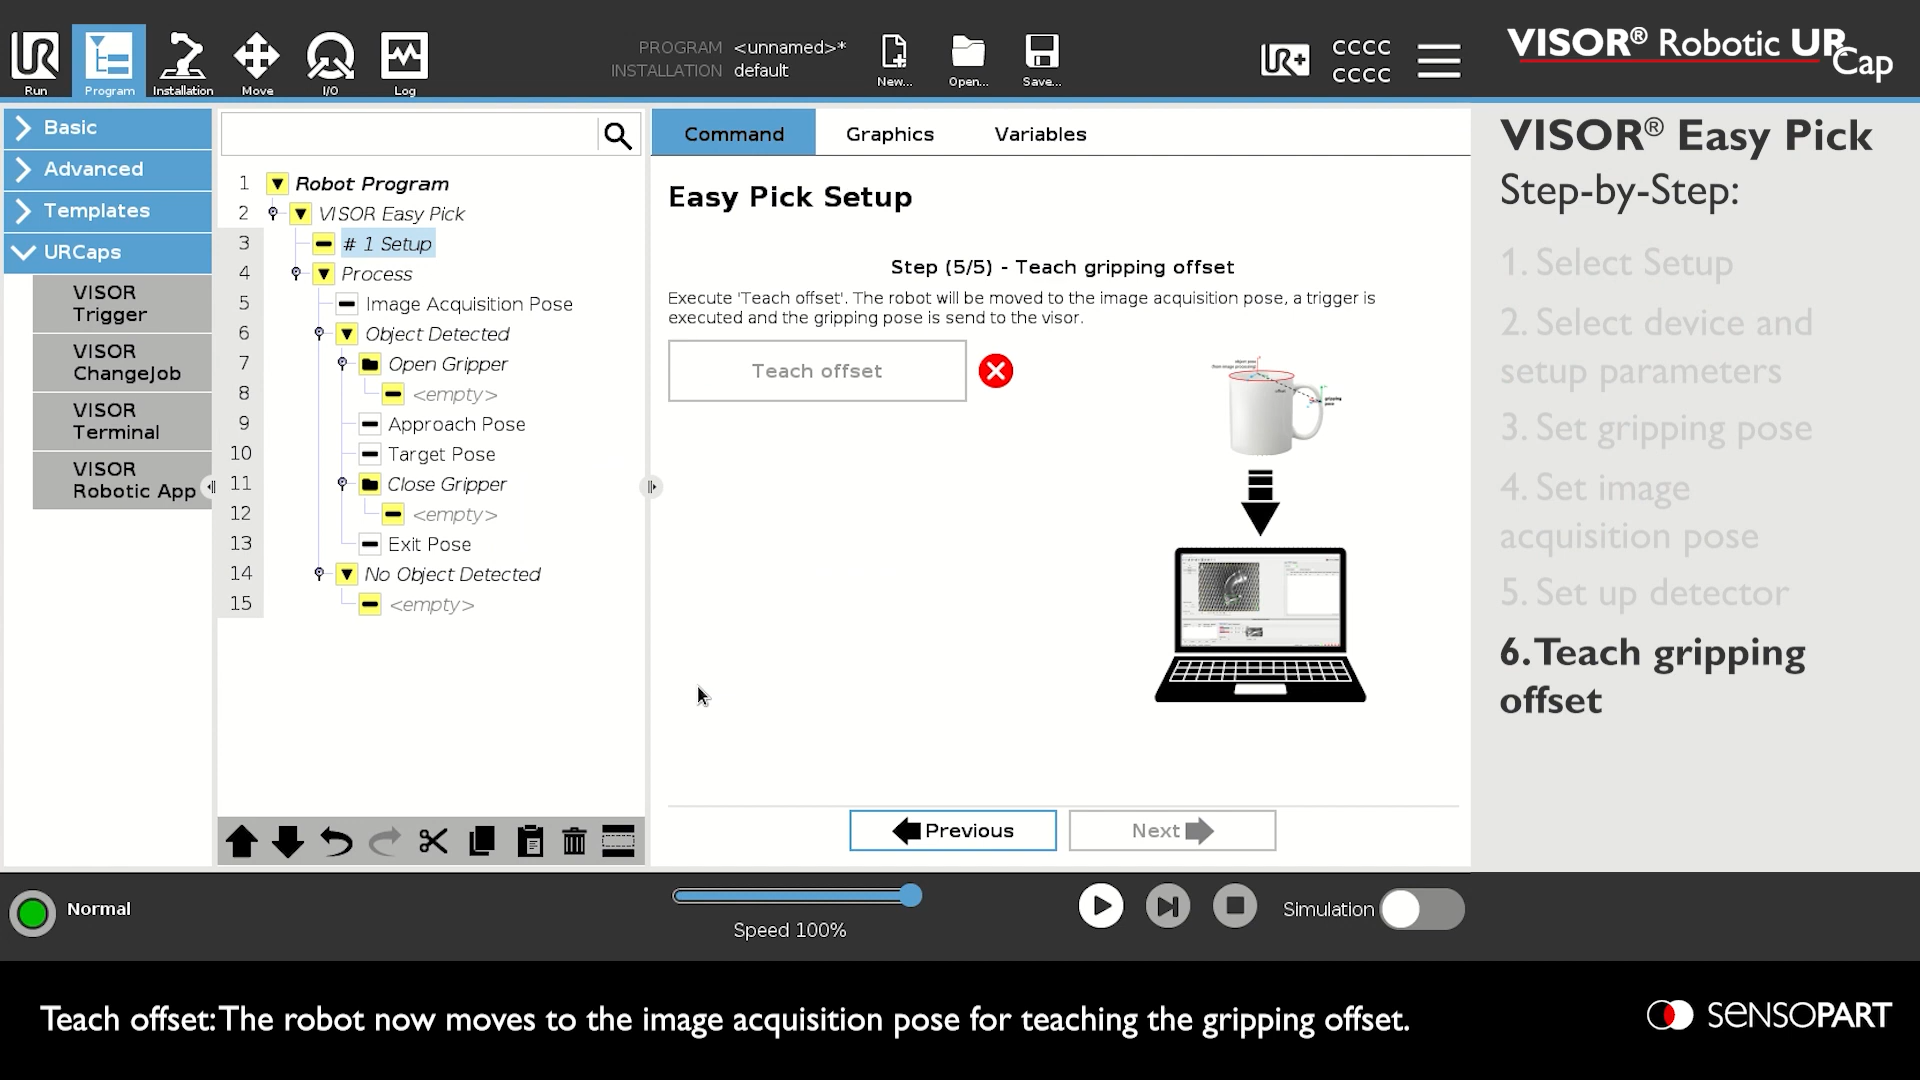 Run
Program
Installation
Move
I/O
Log
PROGRAM <unnamed>*
INSTALLATION default
New...
Open...
Save...
UR+
CCCC
CCCC
VISOR® Robotic UR Cap
Basic
Advanced
Templates
URCaps
VISOR
Trigger
VISOR
ChangeJob
VISOR
Terminal
VISOR
Robotic App
1 Robot Program
2 VISOR Easy Pick
3 # 1 Setup
4 Process
5 Image Acquisition Pose
6 Object Detected
7 Open Gripper
8 <empty>
9 Approach Pose
10 Target Pose
11 Close Gripper
12 <empty>
13 Exit Pose
14 No Object Detected
15 <empty>
Command Graphics Variables
Easy Pick Setup
Step (5/5) - Teach gripping offset
Execute 'Teach offset'. The robot will be moved to the image acquisition pose, a trigger is
executed and the gripping pose is send to the visor.
Teach offset
Previous
Next
VISOR® Easy Pick
Step-by-Step:
1. Select Setup
2. Select device and
setup parameters
3. Set gripping pose
4. Set image
acquisition pose
5. Set up detector
6. Teach gripping
offset
Normal
Speed 100%
Simulation
Teach offset: The robot now moves to the image acquisition pose for teaching the gripping offset.
SENSOPART